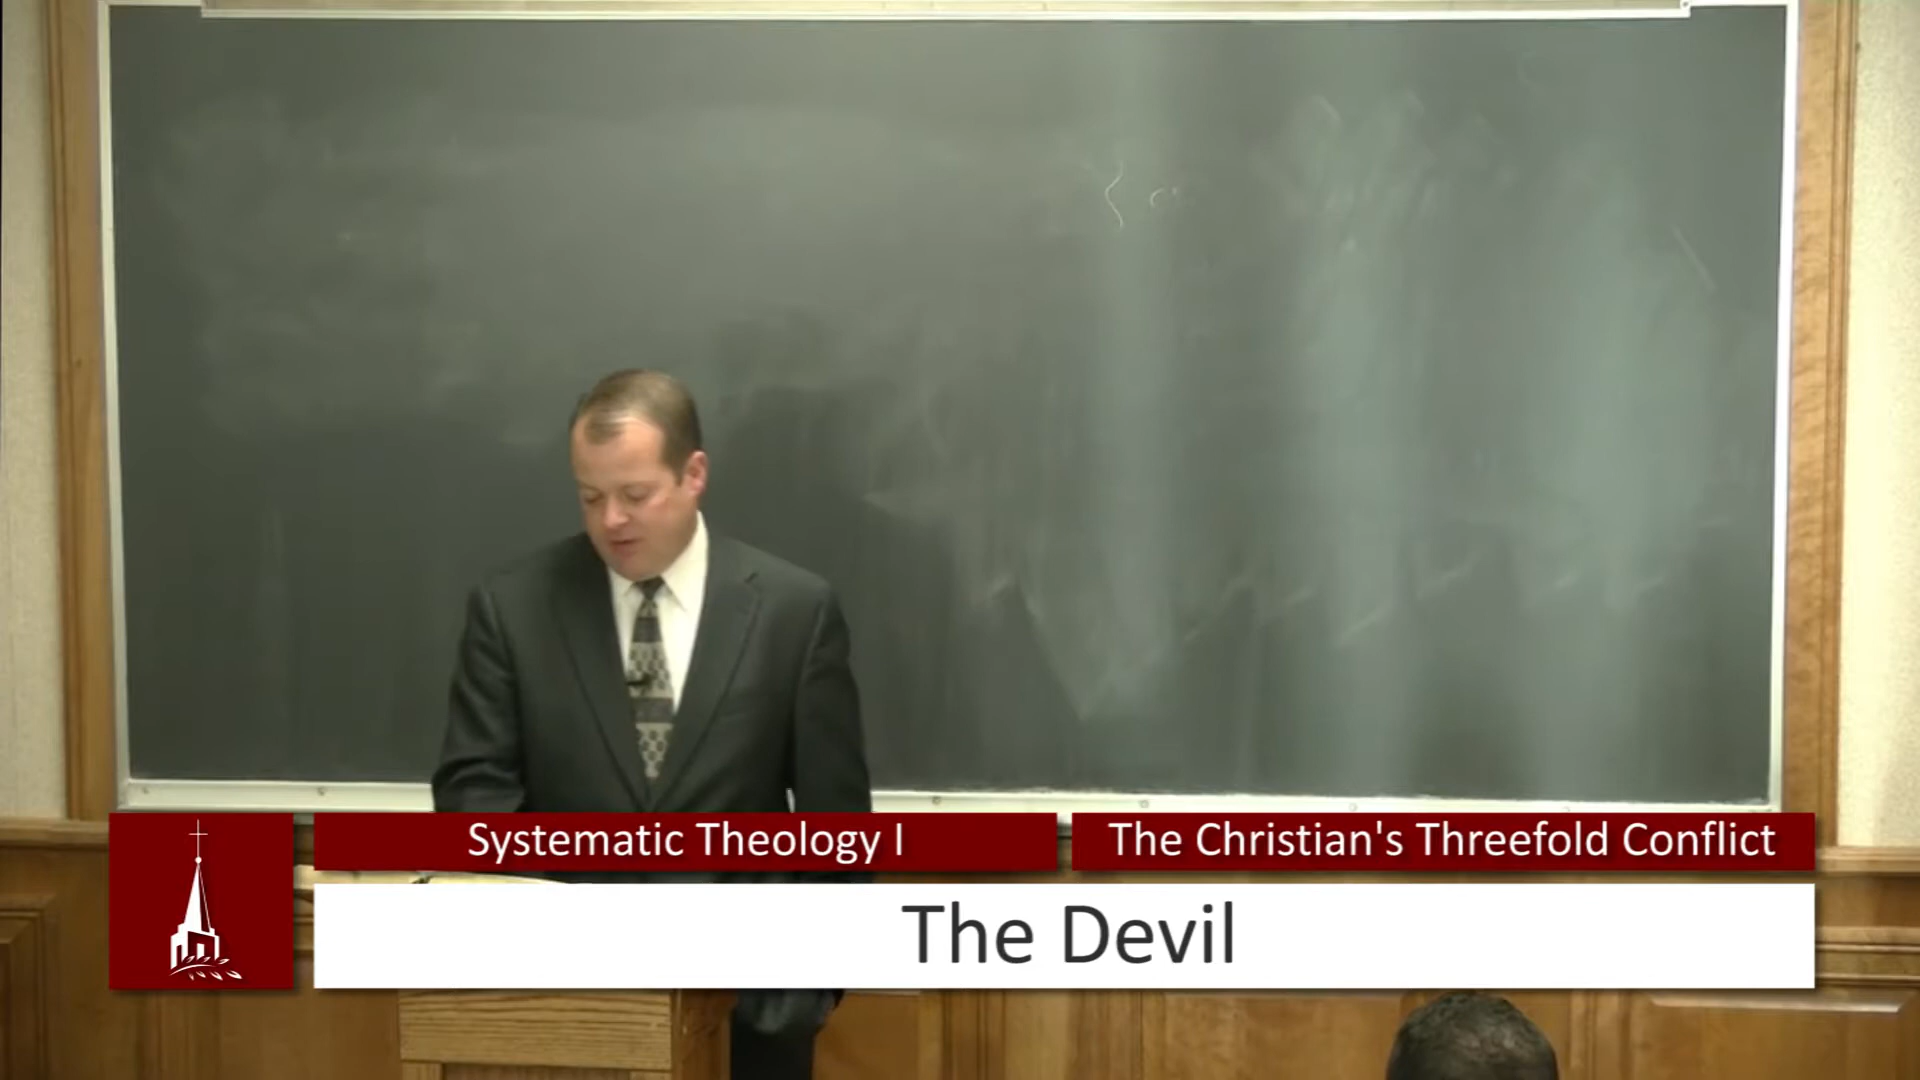 Systematic Theology I
The Christian's Threefold Conflict
The Devil